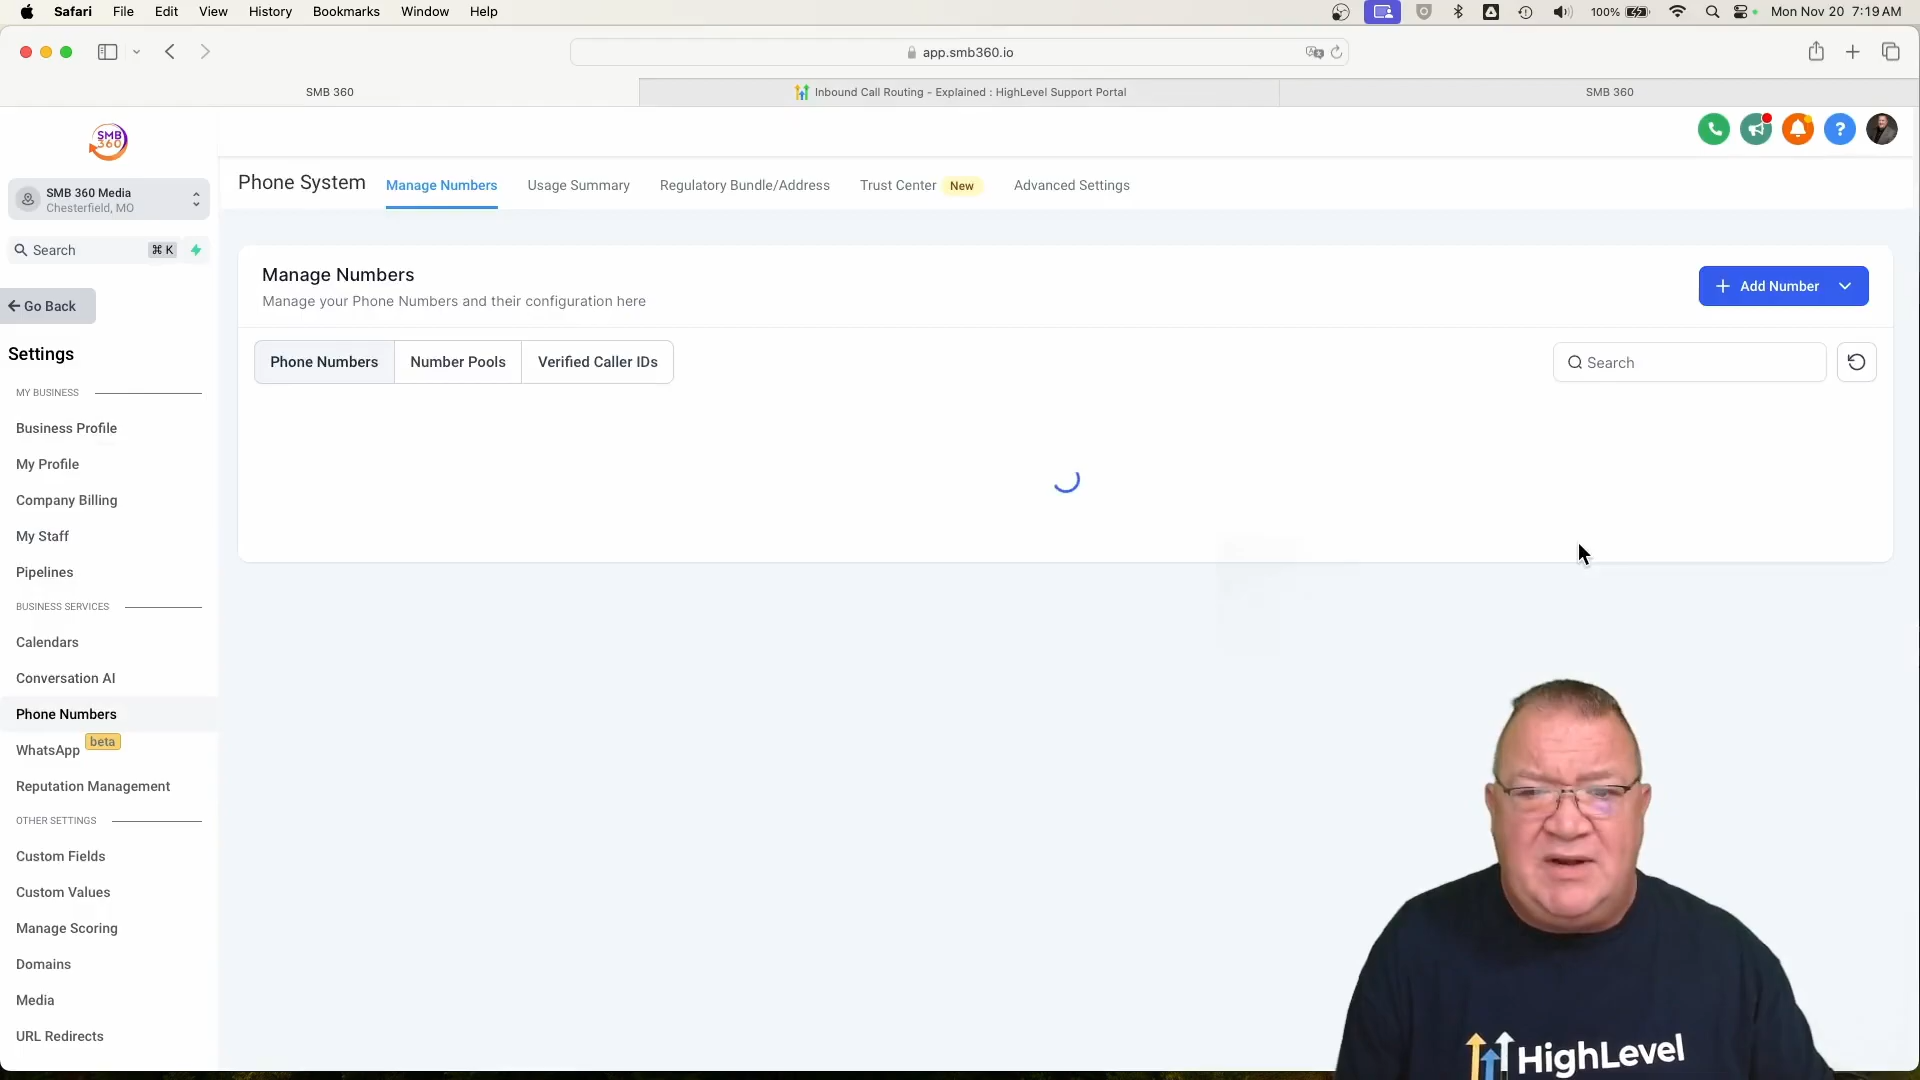 Safari File Edit View History Bookmarks Window Help
100% Mon Nov 20 7:19 AM
app.smb360.io
SMB 360
Inbound Call Routing - Explained : HighLevel Support Portal
SMB 360
SMB
360
SMB 360 Media
Chesterfield, MO
Search ⌘ K
Go Back
Settings
MY BUSINESS
Business Profile
My Profile
Company Billing
My Staff
Pipelines
BUSINESS SERVICES
Calendars
Conversation AI
Phone Numbers
WhatsApp beta
Reputation Management
OTHER SETTINGS
Custom Fields
Custom Values
Manage Scoring
Domains
Media
URL Redirects
Phone System Manage Numbers Usage Summary Regulatory Bundle/Address Trust Center New Advanced Settings
Manage Numbers
Manage your Phone Numbers and their configuration here
+ Add Number
Phone Numbers Number Pools Verified Caller IDs
Search
HighLevel